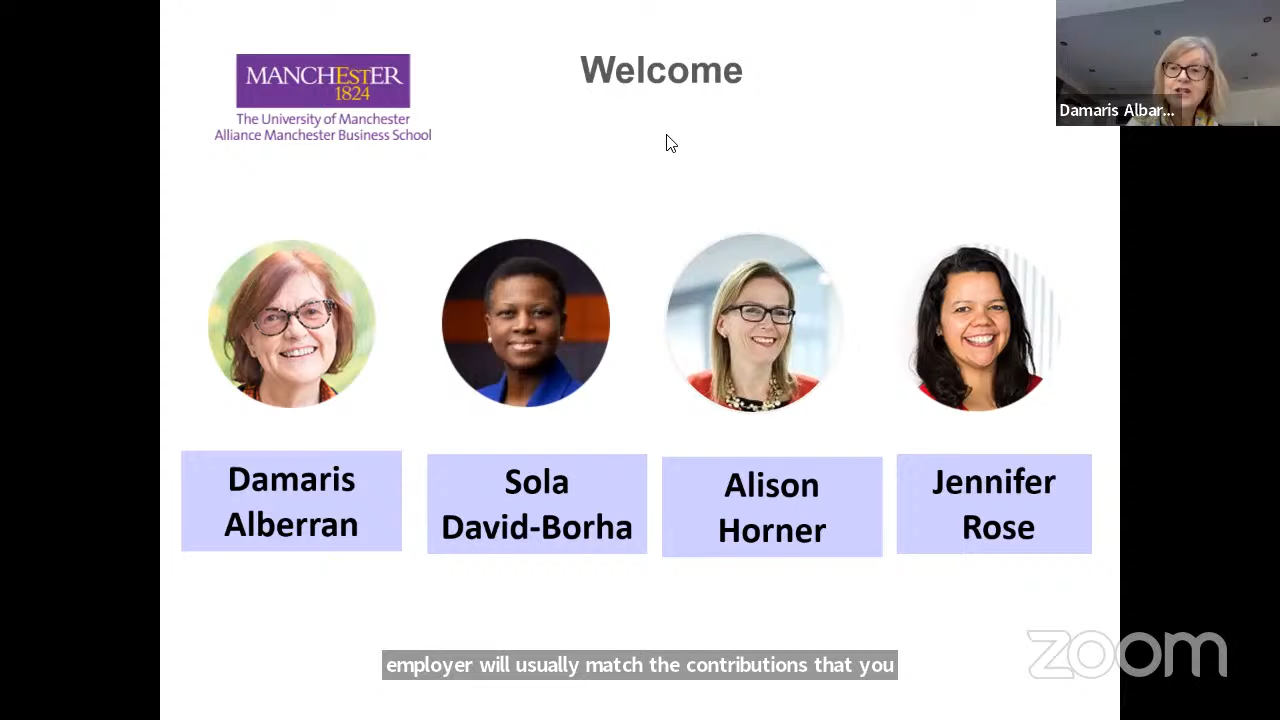 MANCHEStER
1824
The University of Manchester
Alliance Manchester Business School
Welcome
Damaris Albar...
Damaris
Alberran
Sola
David-Borha
Alison
Horner
Jennifer
Rose
employer will usually match the contributions that you
zoom